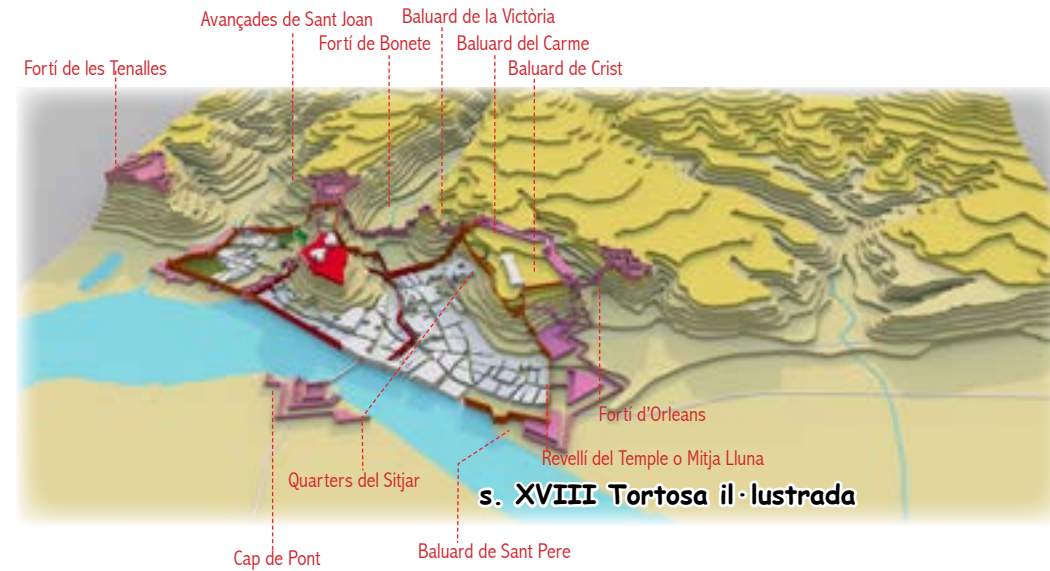 Avançades de Sant Joan
Baluard de la Victòria
Fortí de Bonete
Baluard del Carme
Fortí de les Tenalles
Baluard de Crist
Fortí d'Orleans
Revellí del Temple o Mitja Lluna
Quarters del Sitjar
s. XVIII Tortosa il·lustrada
Baluard de Sant Pere
Cap de Pont